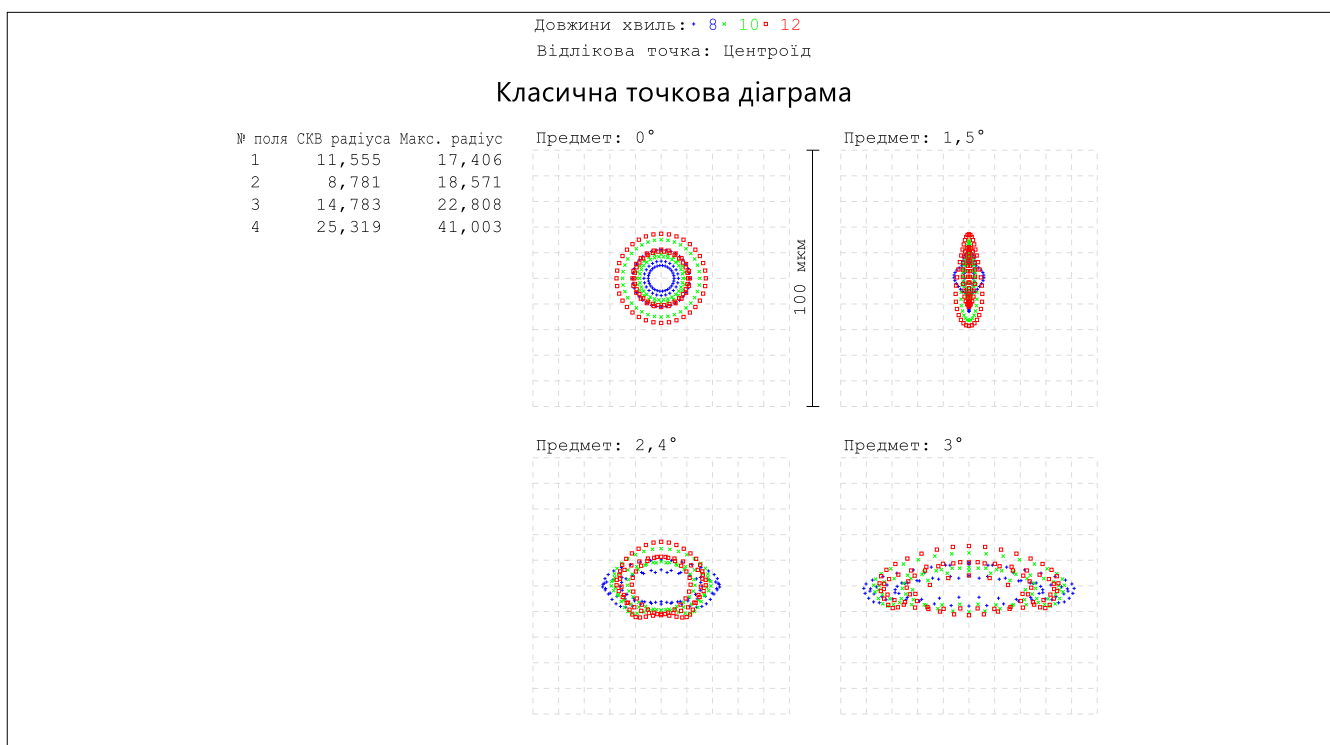 Довжини хвиль: 8 10 12
Відлікова точка: Центроїд
Класична точкова діаграма
№ поля СКВ радіуса Макс. радіус
1 11,555 17,406
2 8,781 18,571
3 14,783 22,808
4 25,319 41,003
Предмет: 0°
Предмет: 1,5°
100 мкм
Предмет: 2,4°
Предмет: 3°